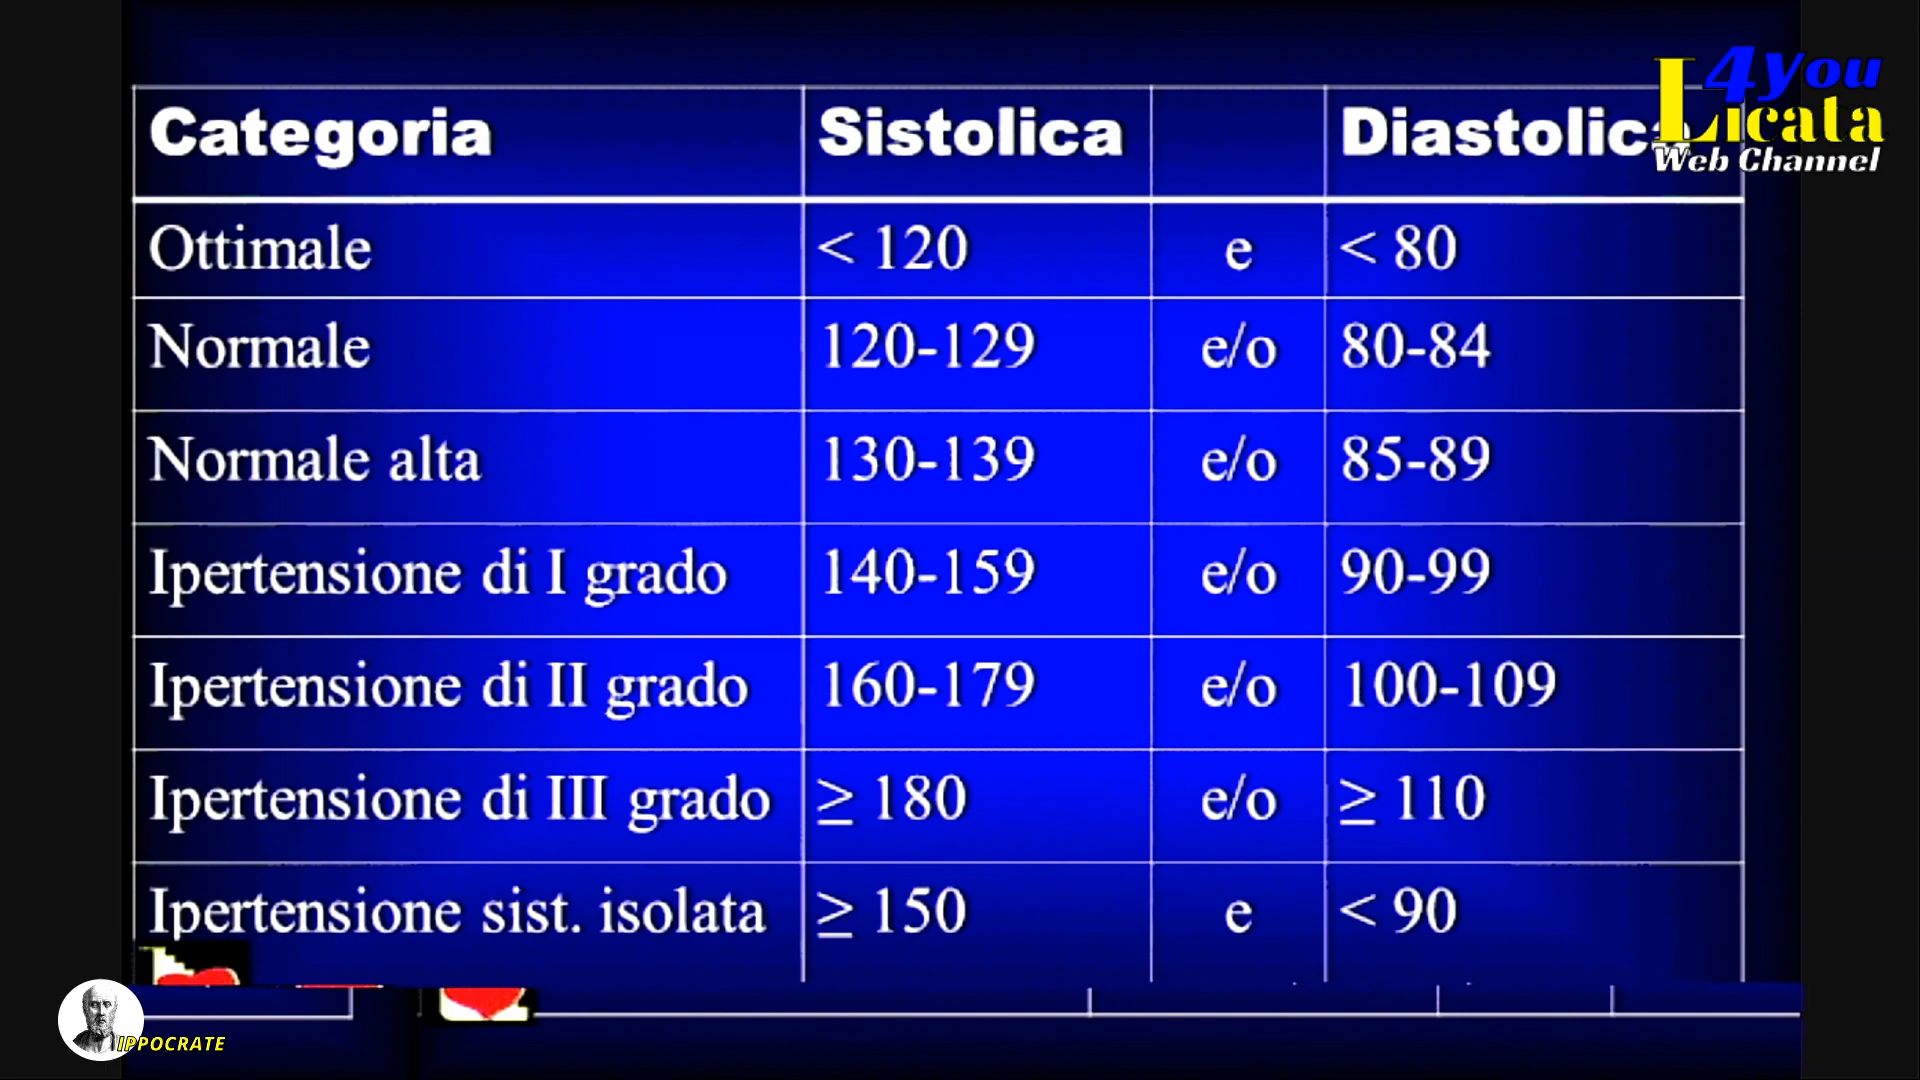 4you
Licata
Web Channel
Categoria Sistolica Diastolica
Ottimale < 120 e < 80
Normale 120-129 e/o 80-84
Normale alta 130-139 e/o 85-89
Ipertensione di I grado 140-159 e/o 90-99
Ipertensione di II grado 160-179 e/o 100-109
Ipertensione di III grado ≥ 180 e/o ≥ 110
Ipertensione sist. isolata ≥ 150 e < 90
IPPOCRATE